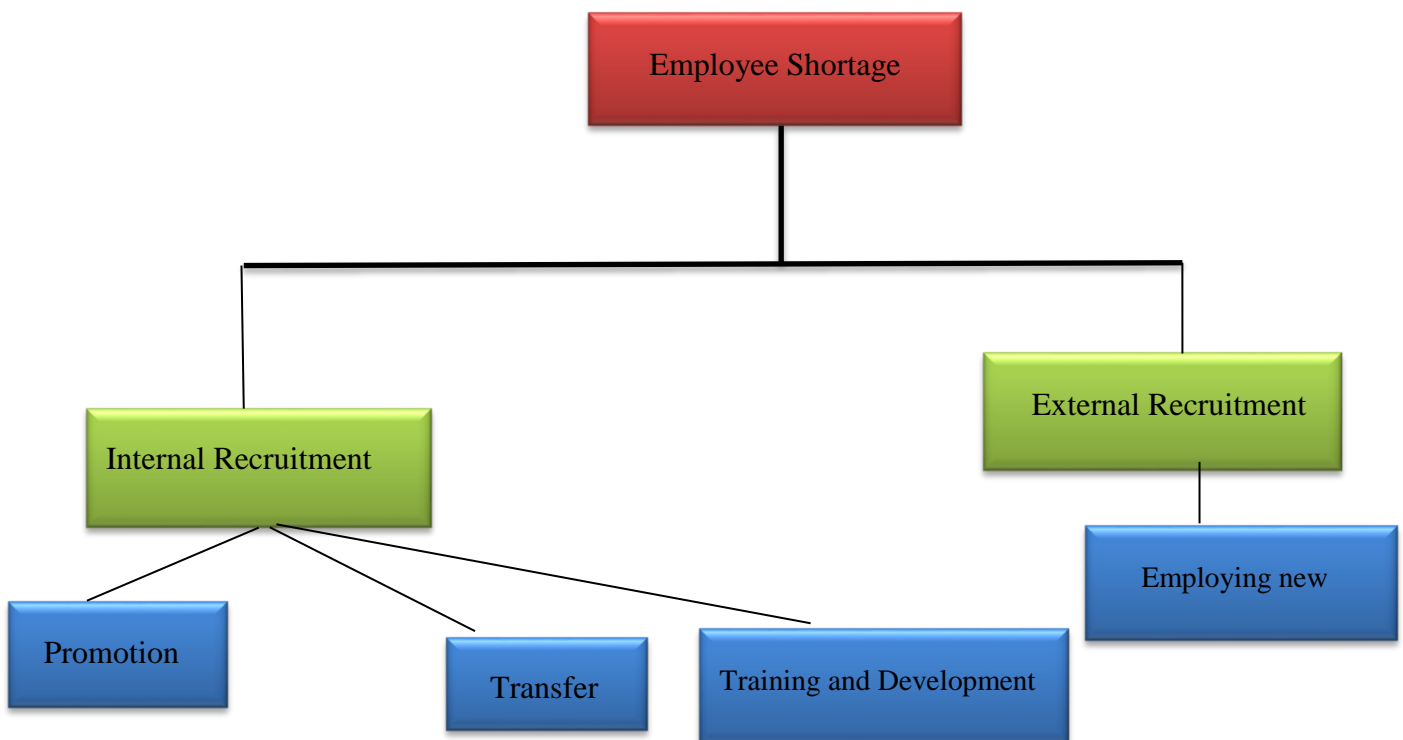 Employee Shortage
External Recruitment
Internal Recruitment
Employing new
Promotion
Transfer
Training and Development